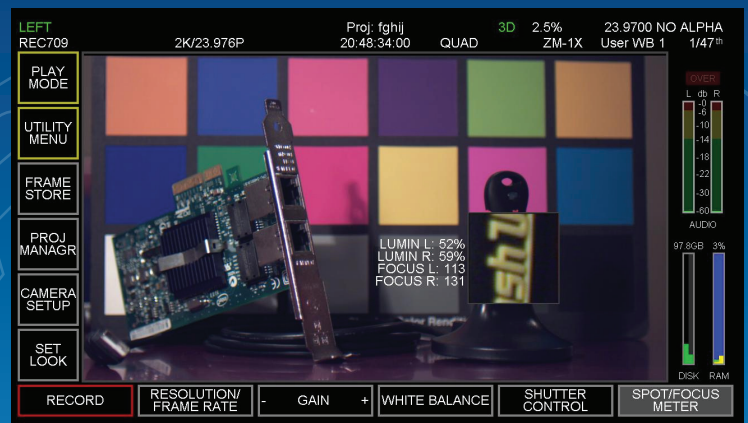 LEFT
Proj: fghij
3D 2.5%
23.9700 NO ALPHA
REC709
2K/23.976P
20:48:34:00
QUAD
ZM-1X
User WB 1
1/47th
PLAY
MODE
UTILITY
MENU
FRAME
STORE
PROJ
MANAGR
CAMERA
SETUP
SET
LOOK
LUMIN L: 52%
LUMIN R: 59%
FOCUS L: 113
FOCUS R: 131
Color Rendi
OVER
L db R
-0
-6
-10
-14
-18
-22
-30
-60
AUDIO
97.8GB 3%
DISK RAM
RECORD
RESOLUTION/
FRAME RATE
- GAIN +
WHITE BALANCE
SHUTTER
CONTROL
SPOT/FOCUS
METER